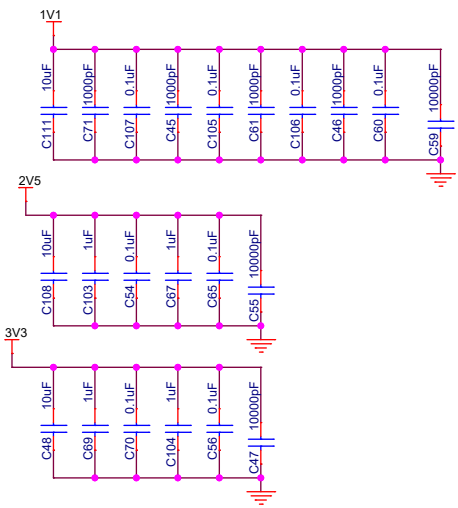 1V1
10uF 1000pF 0.1uF 1000pF 0.1uF 1000pF 0.1uF 1000pF 0.1uF 10000pF
C111 C71 C107 C45 C105 C61 C106 C46 C60 C59
2V5
10uF 1uF 0.1uF 1uF 0.1uF 10000pF
C108 C103 C54 C67 C65 C55
3V3
10uF 1uF 0.1uF 1uF 0.1uF 10000pF
C48 C69 C70 C104 C56 C47